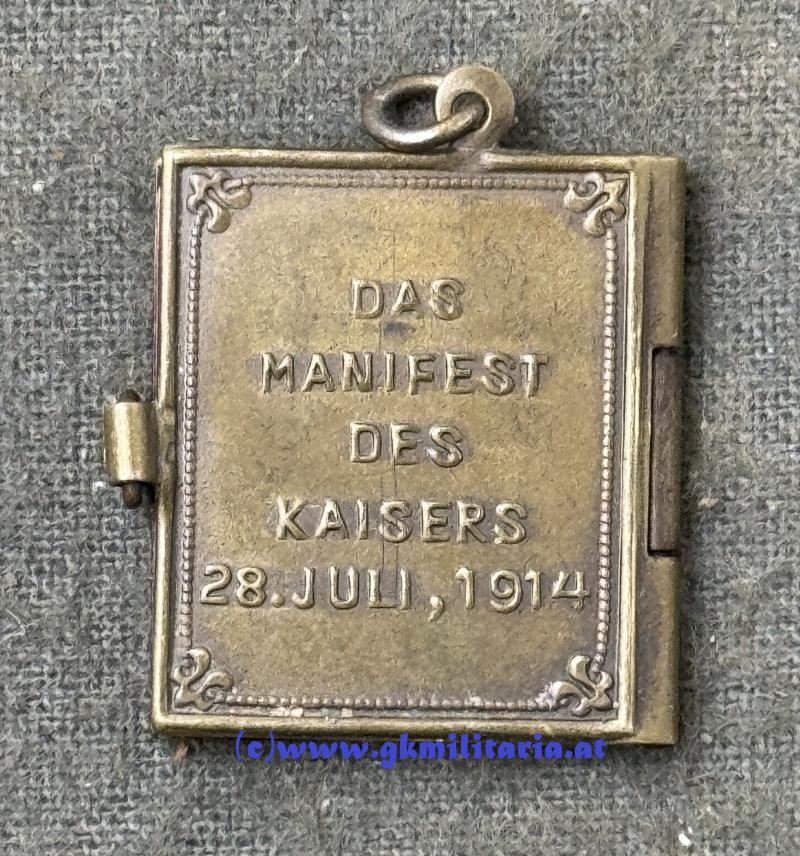 DAS
MANIFEST
DES
KAISERS
28. JULI, 1914
(c)www.gkmilitaria.at